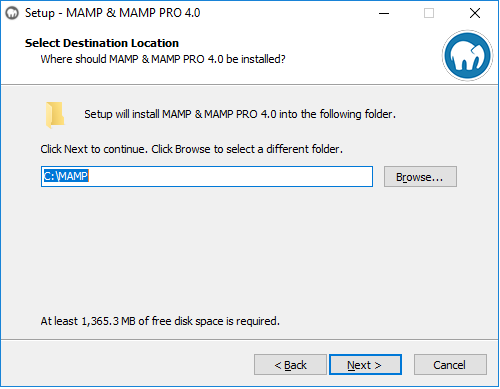 Setup - MAMP & MAMP PRO 4.0
Select Destination Location
Where should MAMP & MAMP PRO 4.0 be installed?
Setup will install MAMP & MAMP PRO 4.0 into the following folder.
Click Next to continue. Click Browse to select a different folder.
C:\MAMP
Browse...
At least 1,365.3 MB of free disk space is required.
< Back
Next >
Cancel